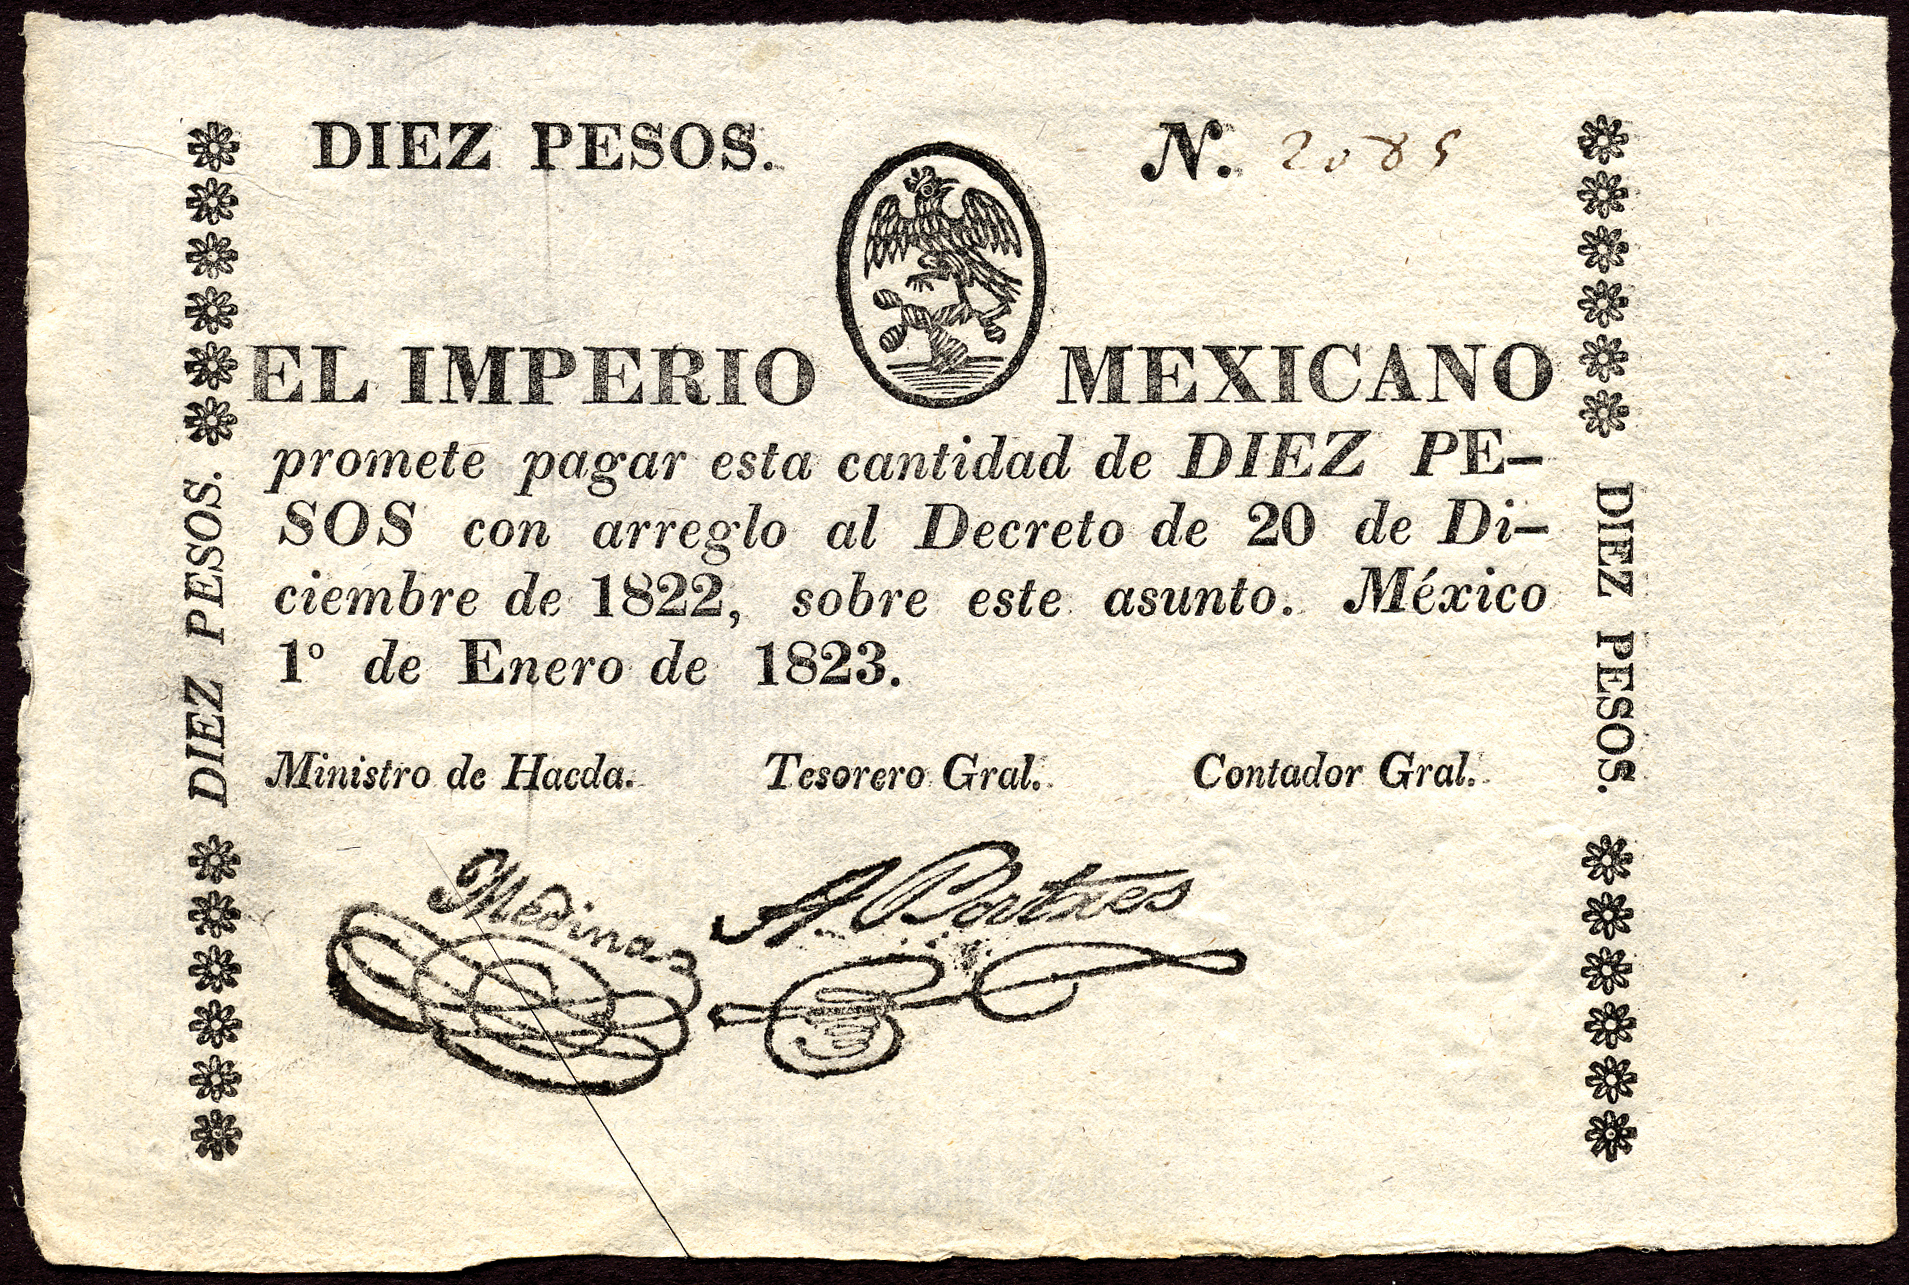 DIEZ PESOS.
N. 2085
EL IMPERIO MEXICANO
promete pagar esta cantidad de DIEZ PE-
SOS con arreglo al Decreto de 20 de Di-
ciembre de 1822, sobre este asunto. México
1º de Enero de 1823.
Ministro de Hacda. Tesorero Gral. Contador Gral.
Medina
A. Batres
DIEZ PESOS.
DIEZ PESOS.